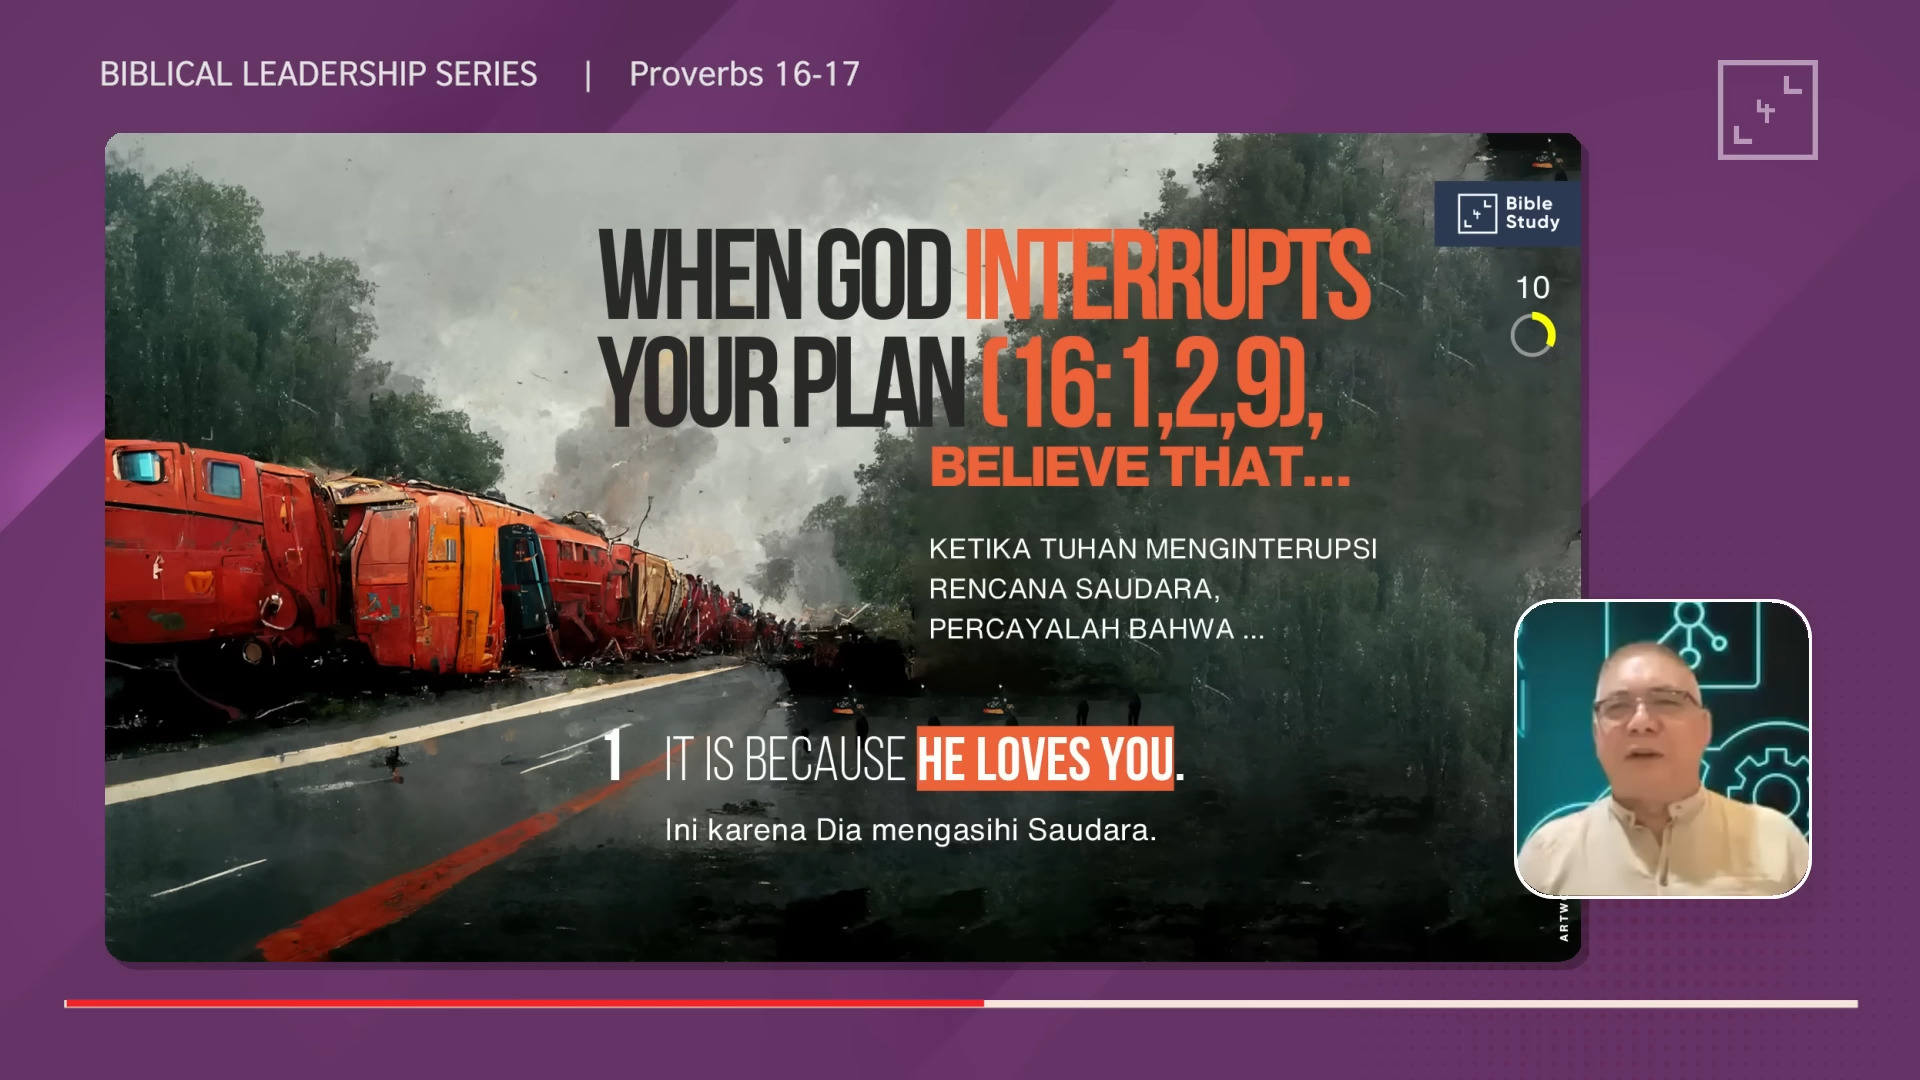 BIBLICAL LEADERSHIP SERIES | Proverbs 16-17
Bible
Study
10
WHEN GOD INTERRUPTS
YOUR PLAN (16:1,2,9),
BELIEVE THAT...
KETIKA TUHAN MENGINTERUPSI
RENCANA SAUDARA,
PERCAYALAH BAHWA ...
1 IT IS BECAUSE HE LOVES YOU.
Ini karena Dia mengasihi Saudara.